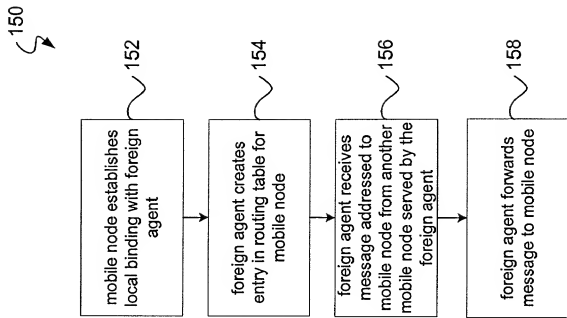 150
152
mobile node establishes
local binding with foreign
agent
154
foreign agent creates
entry in routing table for
mobile node
156
foreign agent receives
message addressed to
mobile node from another
mobile node served by the
foreign agent
158
foreign agent forwards
message to mobile node